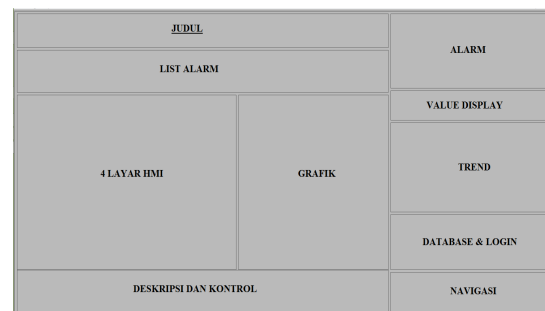 JUDUL
LIST ALARM
4 LAYAR HMI
GRAFIK
DESKRIPSI DAN KONTROL
ALARM
VALUE DISPLAY
TREND
DATABASE & LOGIN
NAVIGASI